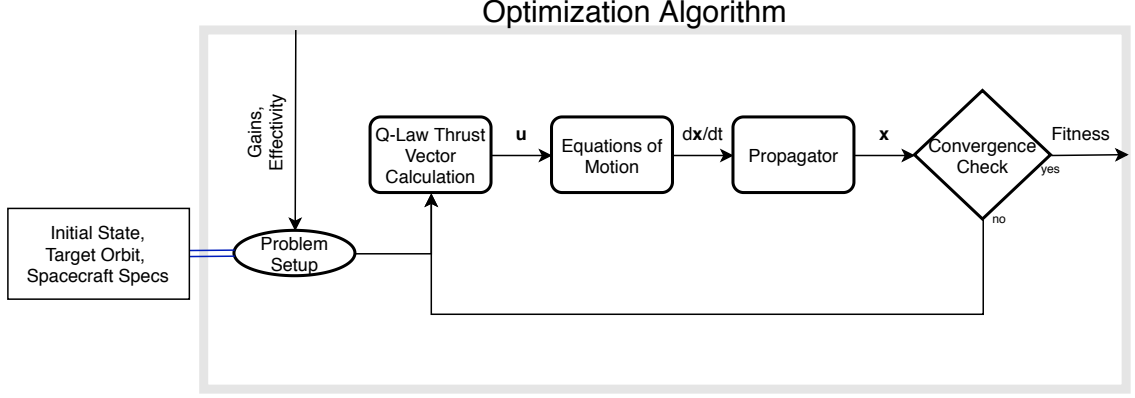 Optimization Algorithm
Gains,
Effectivity
Q-Law Thrust
Vector
Calculation
u
Equations of
Motion
dx/dt
Propagator
x
Convergence
Check
Fitness
yes
no
Initial State,
Target Orbit,
Spacecraft Specs
Problem
Setup